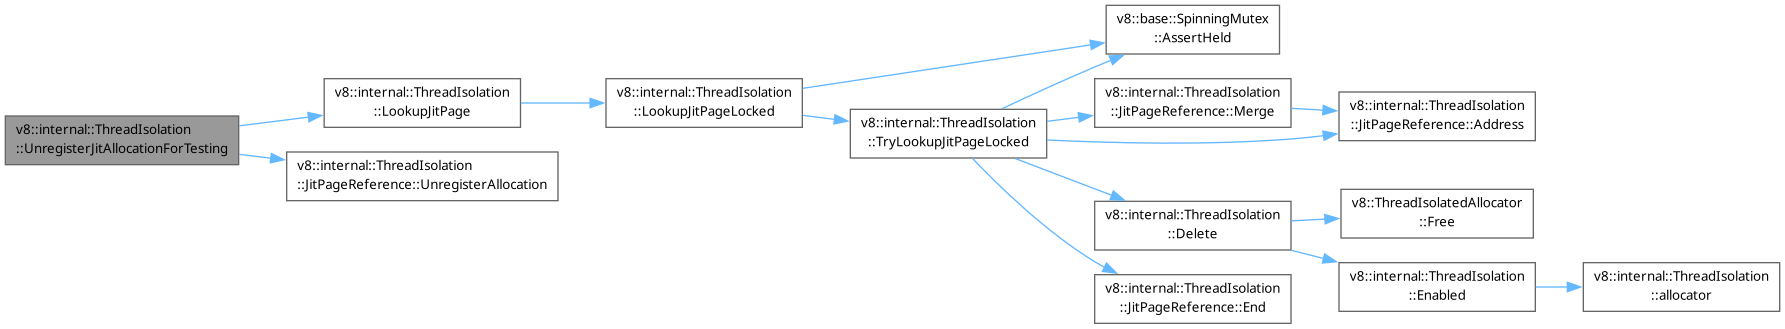 v8::internal::ThreadIsolation
::UnregisterJitAllocationForTesting
v8::internal::ThreadIsolation
::LookupJitPage
v8::internal::ThreadIsolation
::JitPageReference::UnregisterAllocation
v8::internal::ThreadIsolation
::LookupJitPageLocked
v8::internal::ThreadIsolation
::TryLookupJitPageLocked
v8::base::SpinningMutex
::AssertHeld
v8::internal::ThreadIsolation
::JitPageReference::Merge
v8::internal::ThreadIsolation
::Delete
v8::internal::ThreadIsolation
::JitPageReference::End
v8::internal::ThreadIsolation
::JitPageReference::Address
v8::ThreadIsolatedAllocator
::Free
v8::internal::ThreadIsolation
::Enabled
v8::internal::ThreadIsolation
::allocator